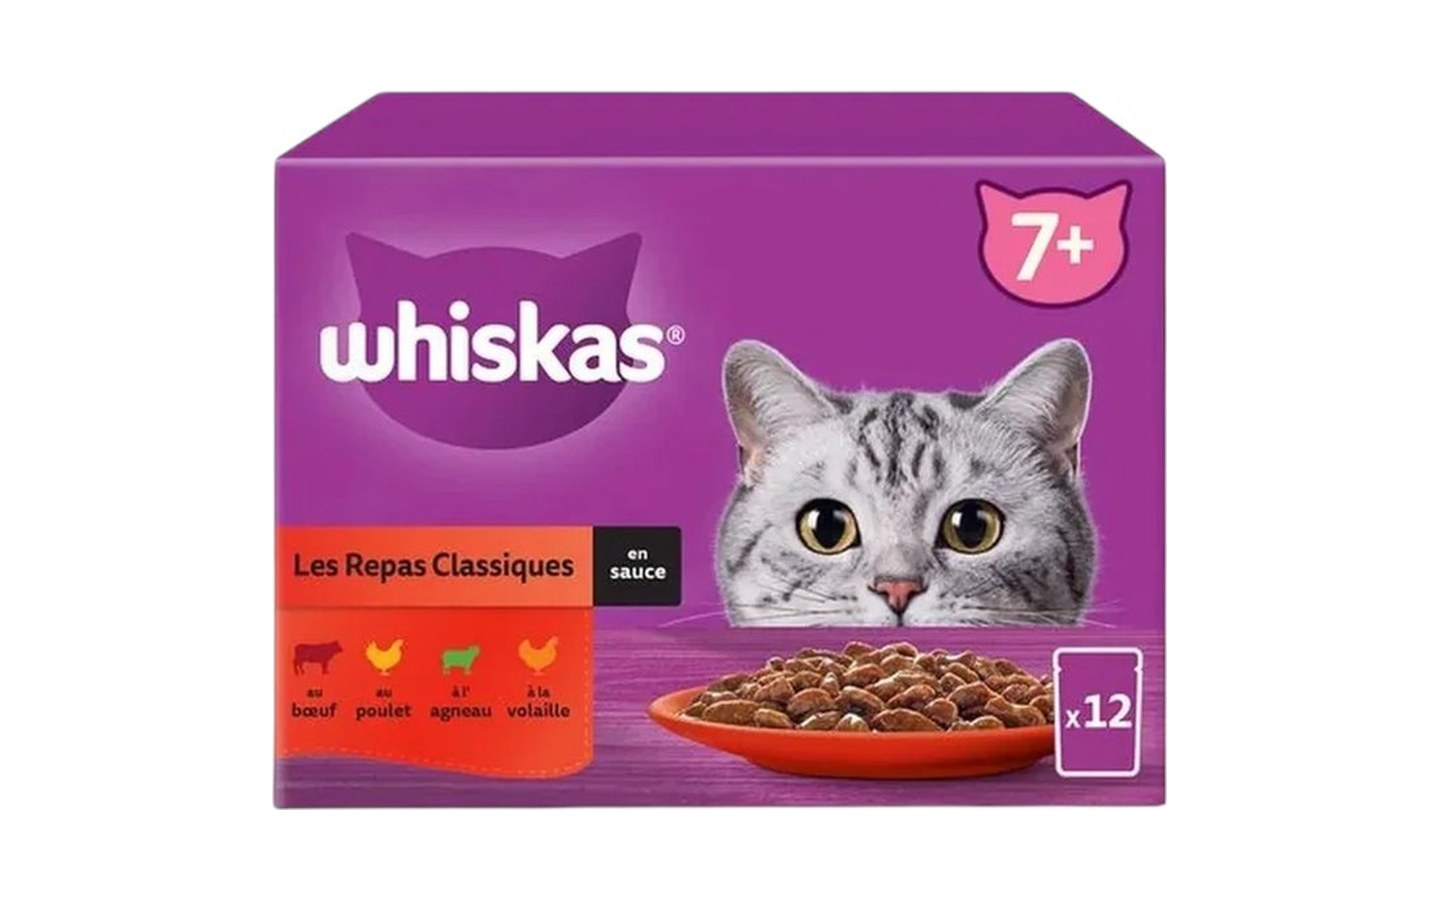 7+
whiskas®
Les Repas Classiques
en
sauce
au
bœuf
au
poulet
à l'
agneau
à la
volaille
x12